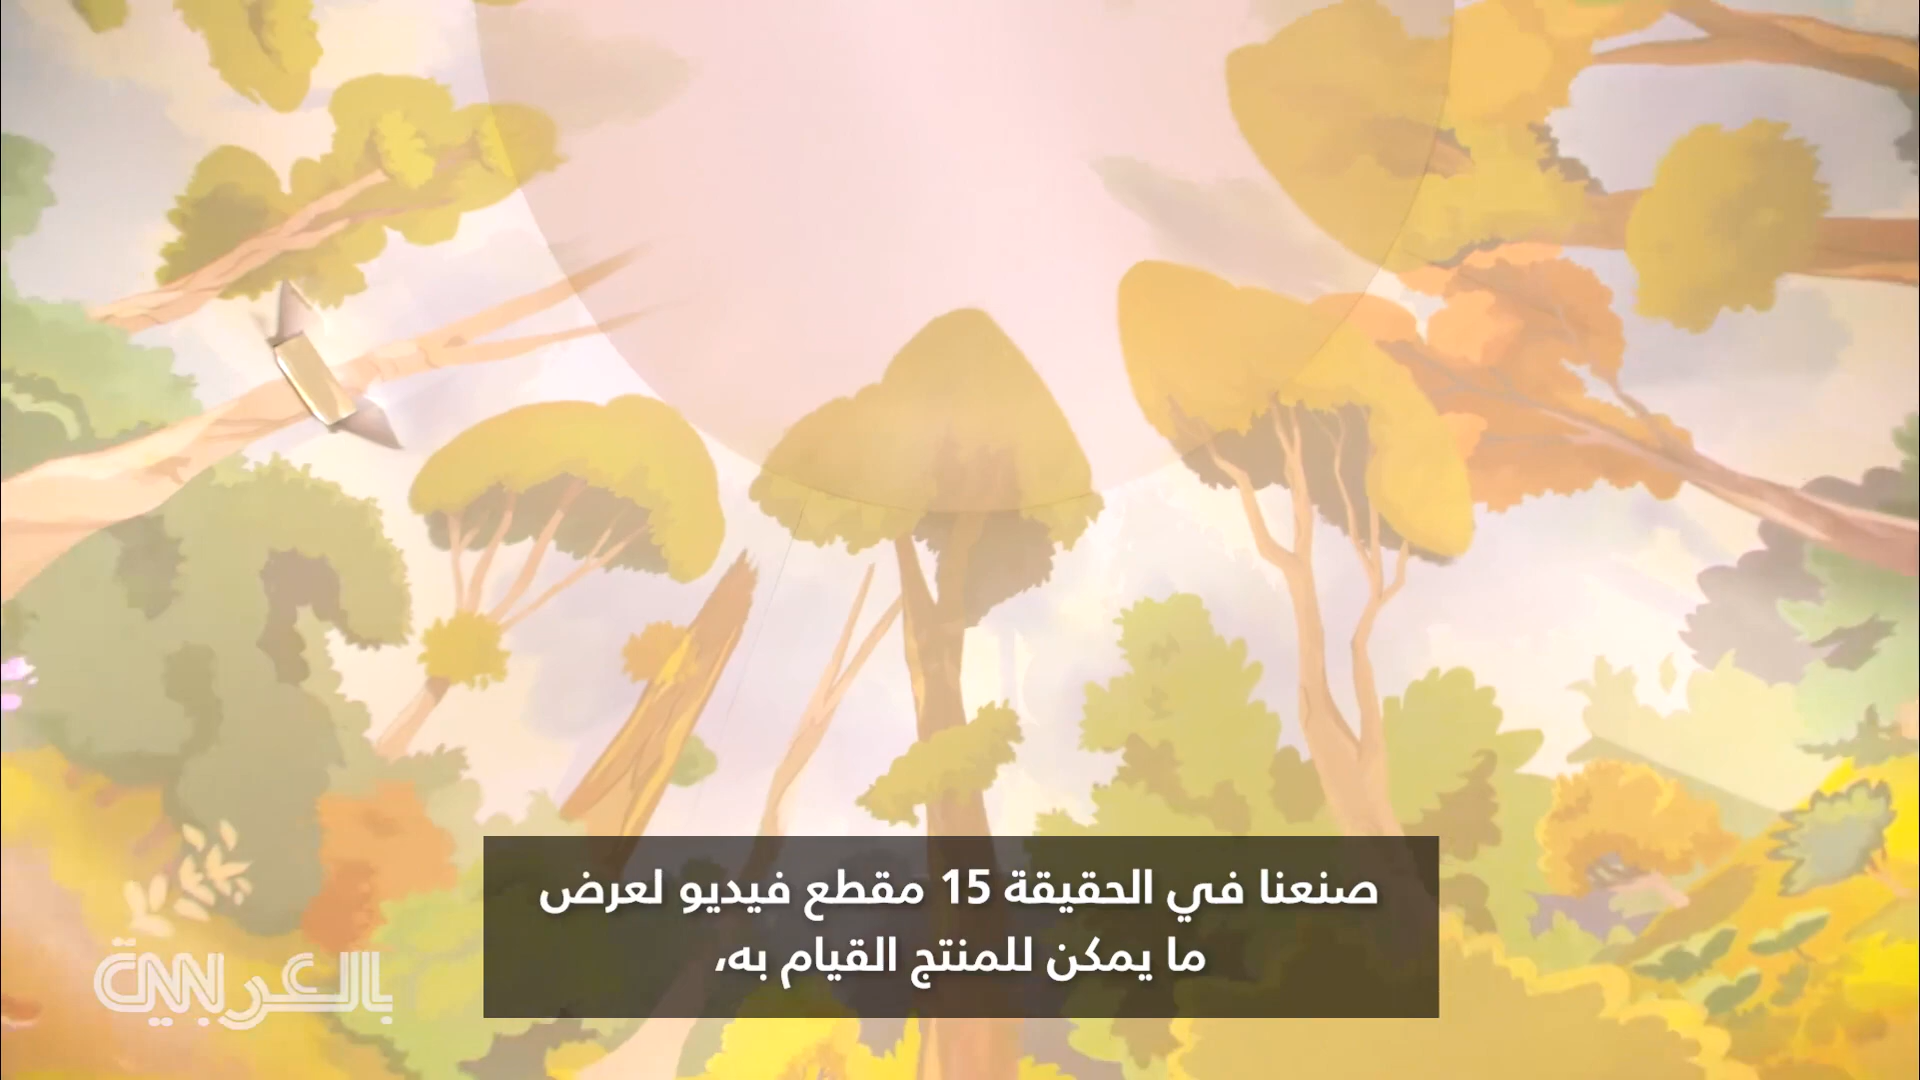 صنعنا في الحقيقة 15 مقطع فيديو لعرض
ما يمكن للمنتج القيام به،
CNN بالعربية